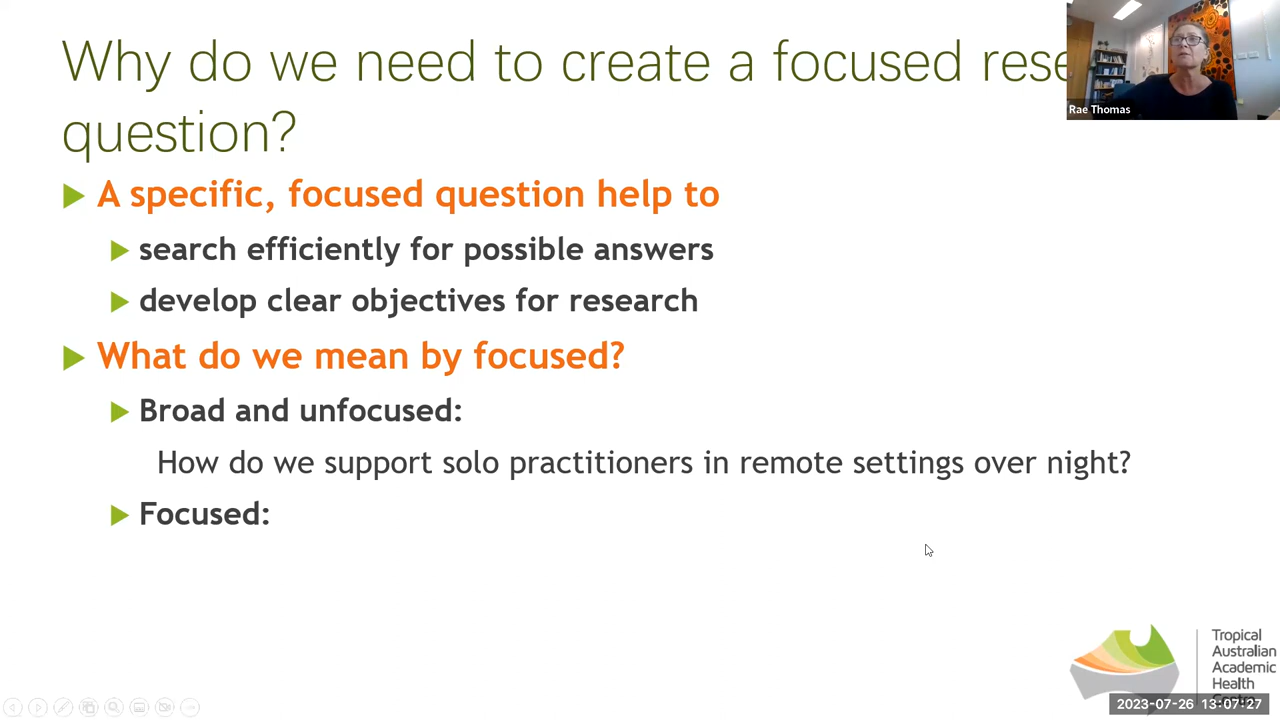 Why do we need to create a focused rese
question?
A specific, focused question help to
search efficiently for possible answers
develop clear objectives for research
What do we mean by focused?
Broad and unfocused:
How do we support solo practitioners in remote settings over night?
Focused:
Rae Thomas
Tropical
Australian
Academic
Health
2023-07-26 13:07:27